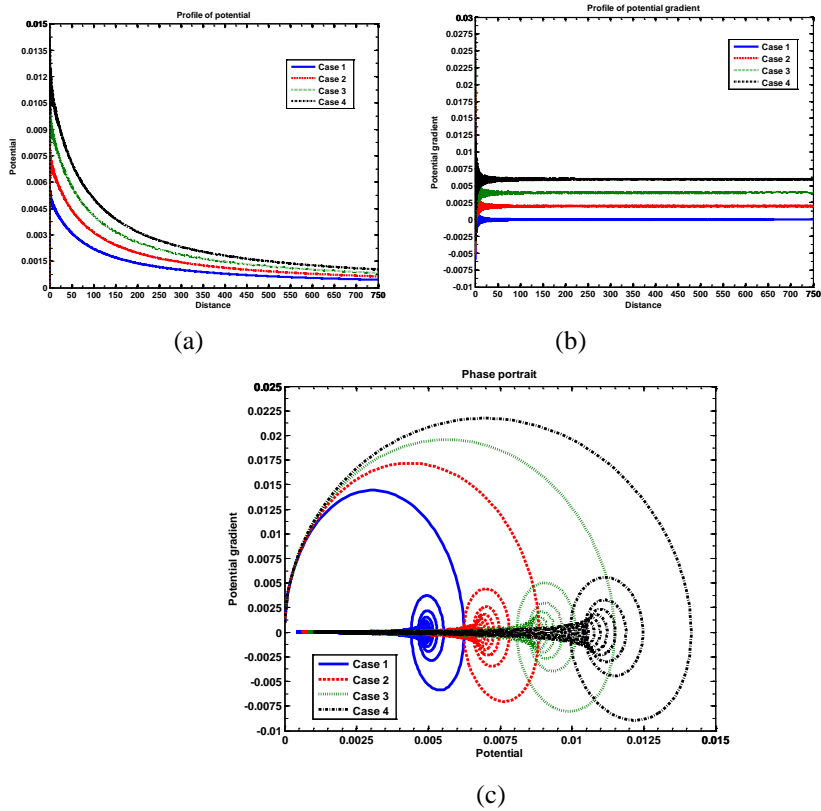 Profile of potential
0.015
0.0135
0.012
0.0105
0.009
0.0075
0.006
0.0045
0.003
0.0015
0
Potential
Case 1
Case 2
Case 3
Case 4
0 50 100 150 200 250 300 350 400 450 500 550 600 650 700 750
Distance
(a)
Profile of potential gradient
0.03
0.0275
0.025
0.0225
0.02
0.0175
0.015
0.0125
0.01
0.0075
0.005
0.0025
0
-0.0025
-0.005
-0.0075
-0.01
Potential gradient
Case 1
Case 2
Case 3
Case 4
0 50 100 150 200 250 300 350 400 450 500 550 600 650 700 750
Distance
(b)
Phase portrait
0.025
0.0225
0.02
0.0175
0.015
0.0125
0.01
0.0075
0.005
0.0025
0
-0.0025
-0.005
-0.0075
-0.01
Potential gradient
Case 1
Case 2
Case 3
Case 4
0 0.0025 0.005 0.0075 0.01 0.0125 0.015
Potential
(c)